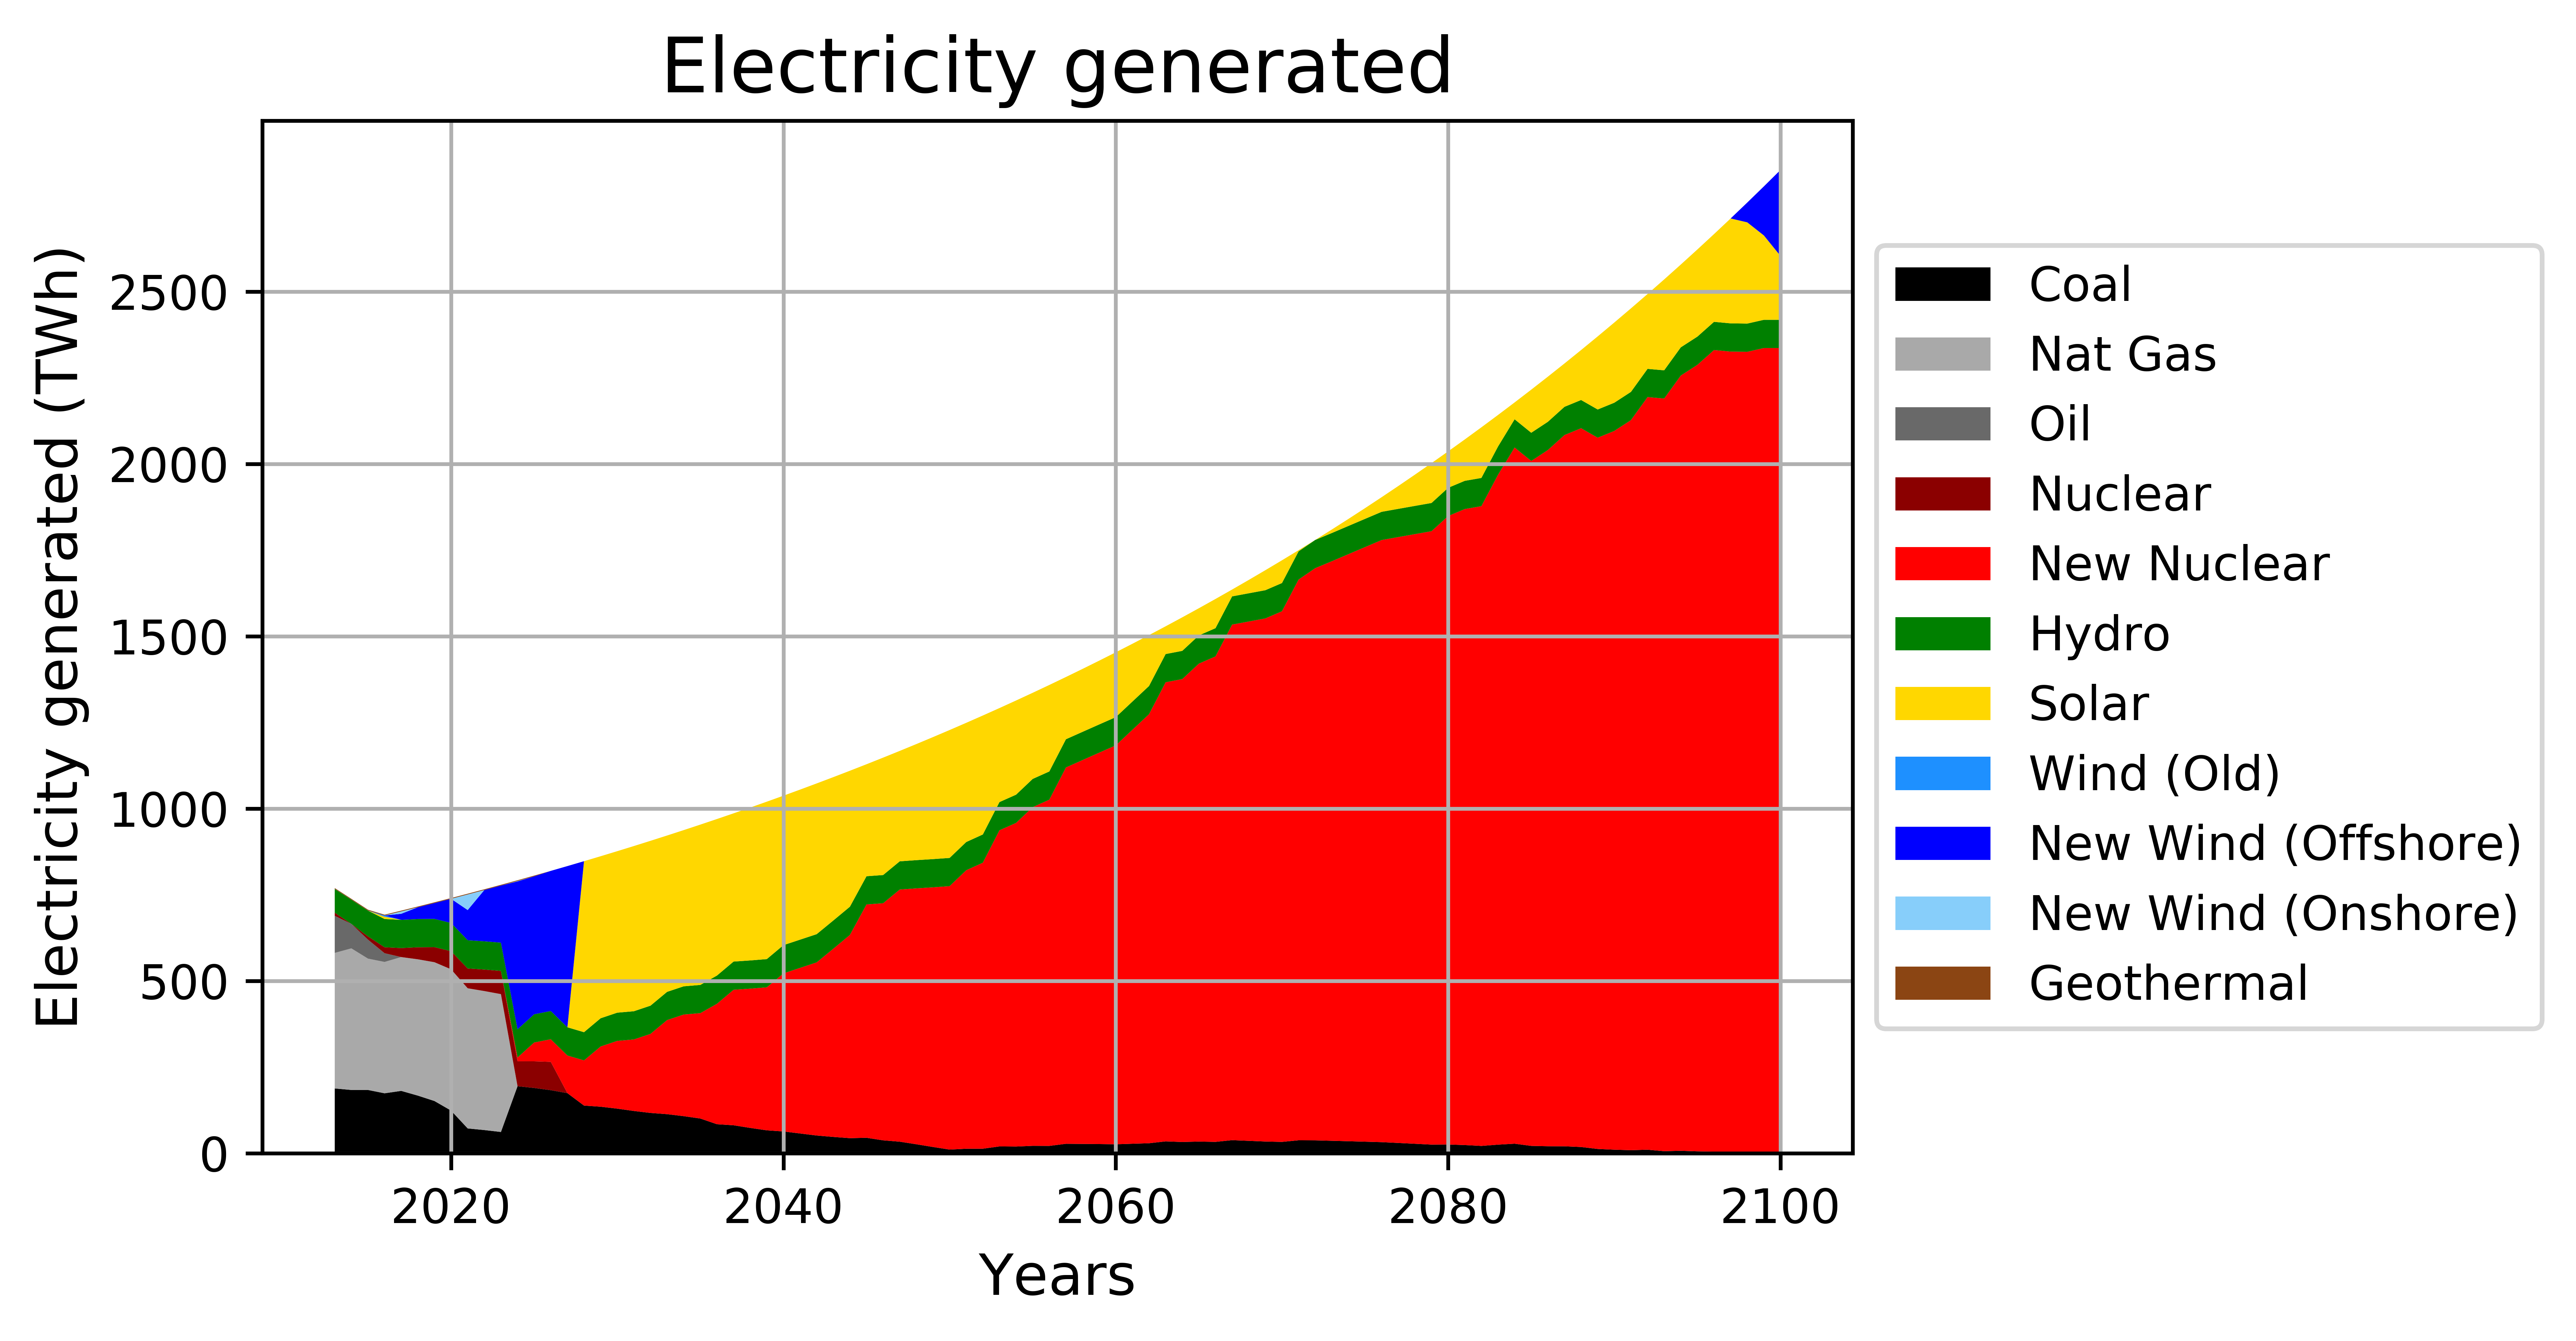 Electricity generated
Electricity generated (TWh)
2500
2000
1500
1000
500
0
2020
2040
2060
2080
2100
Years
Coal
Nat Gas
Oil
Nuclear
New Nuclear
Hydro
Solar
Wind (Old)
New Wind (Offshore)
New Wind (Onshore)
Geothermal